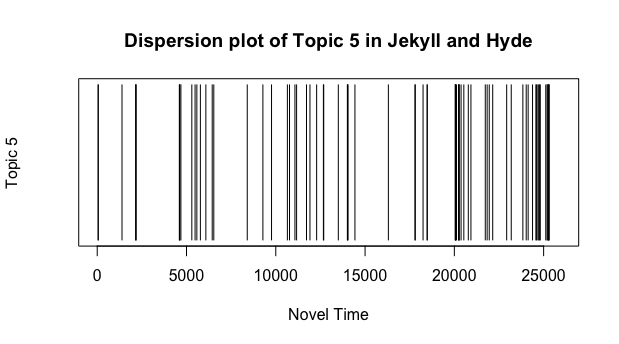 Dispersion plot of Topic 5 in Jekyll and Hyde
Topic 5
0 5000 10000 15000 20000 25000
Novel Time